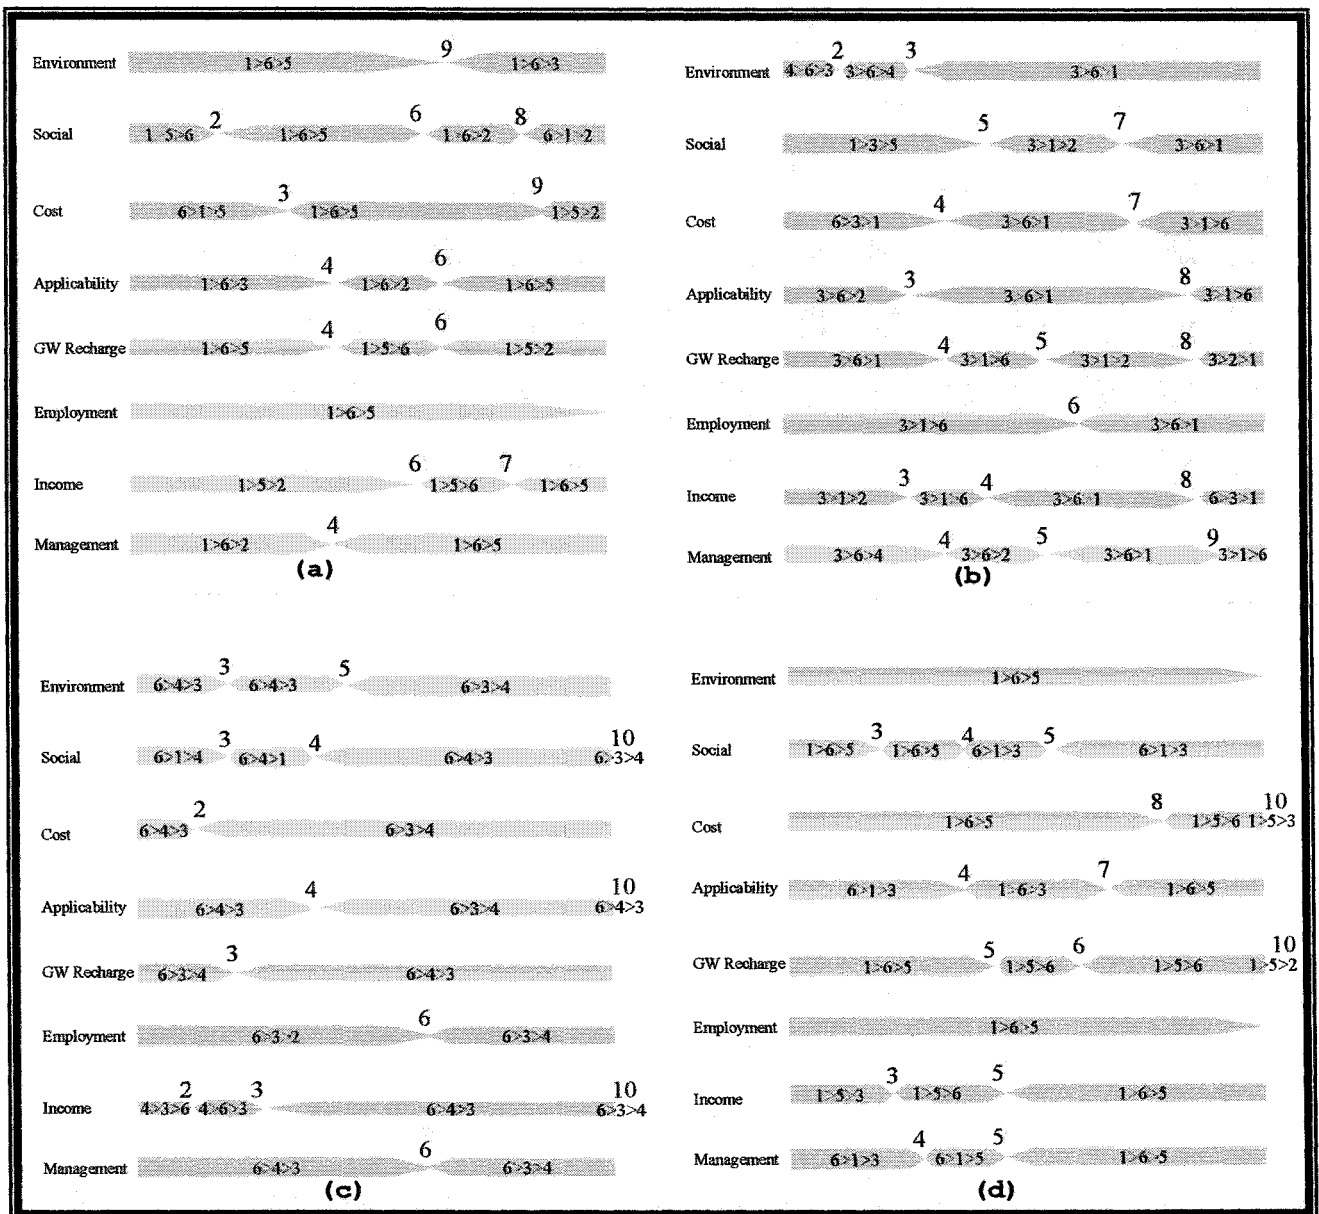 9
Environment 1>6>5 1>6>3
2 6 8
Social 1>5>6 1>6>5 1>6>2 6>1>2
3 9
Cost 6>1>5 1>6>5 1>5>2
4 6
Applicability 1>6>3 1>6>2 1>6>5
4 6
GW Recharge 1>6>5 1>5>6 1>5>2
Employment 1>6>5
6 7
Income 1>5>2 1>5>6 1>6>5
4
Management 1>6>2 1>6>5
(a)
2 3
Environment 4>6>3 3>6>4 3>6>1
5 7
Social 1>3>5 3>1>2 3>6>1
4 7
Cost 6>3>1 3>6>1 3>1>6
3 8
Applicability 3>6>2 3>6>1 3>1>6
4 5 8
GW Recharge 3>6>1 3>1>6 3>1>2 3>2>1
6
Employment 3>1>6 3>6>1
3 4 8
Income 3>1>2 3>1>6 3>6>1 6>3>1
4 5 9
Management 3>6>4 3>6>2 3>6>1 3>1>6
(b)
3 5
Environment 6>4>3 6>4>3 6>3>4
3 4 10
Social 6>1>4 6>4>1 6>4>3 6>3>4
2
Cost 6>4>3 6>3>4
4 10
Applicability 6>4>3 6>3>4 6>4>3
3
GW Recharge 6>3>4 6>4>3
6
Employment 6>3>2 6>3>4
2 3 10
Income 4>3>6 4>6>3 6>4>3 6>3>4
6
Management 6>4>3 6>3>4
(c)
Environment 1>6>5
3 4 5
Social 1>6>5 1>6>5 6>1>3 6>1>3
8 10
Cost 1>6>5 1>5>6 1>5>3
4 7
Applicability 6>1>3 1>6>3 1>6>5
5 6 10
GW Recharge 1>6>5 1>5>6 1>5>6 1>5>2
Employment 1>6>5
3 5
Income 1>5>3 1>5>6 1>6>5
4 5
Management 6>1>3 6>1>5 1>6>5
(d)